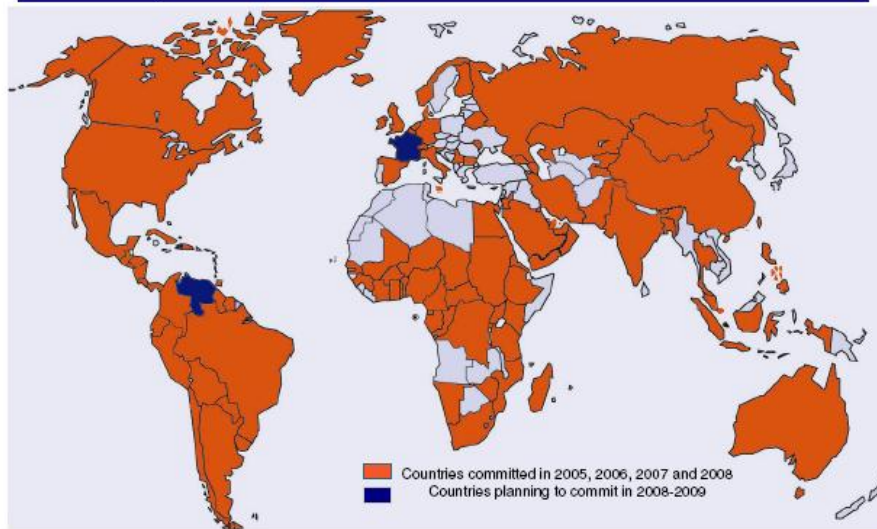 Countries committed in 2005, 2006, 2007 and 2008
Countries planning to commit in 2008-2009